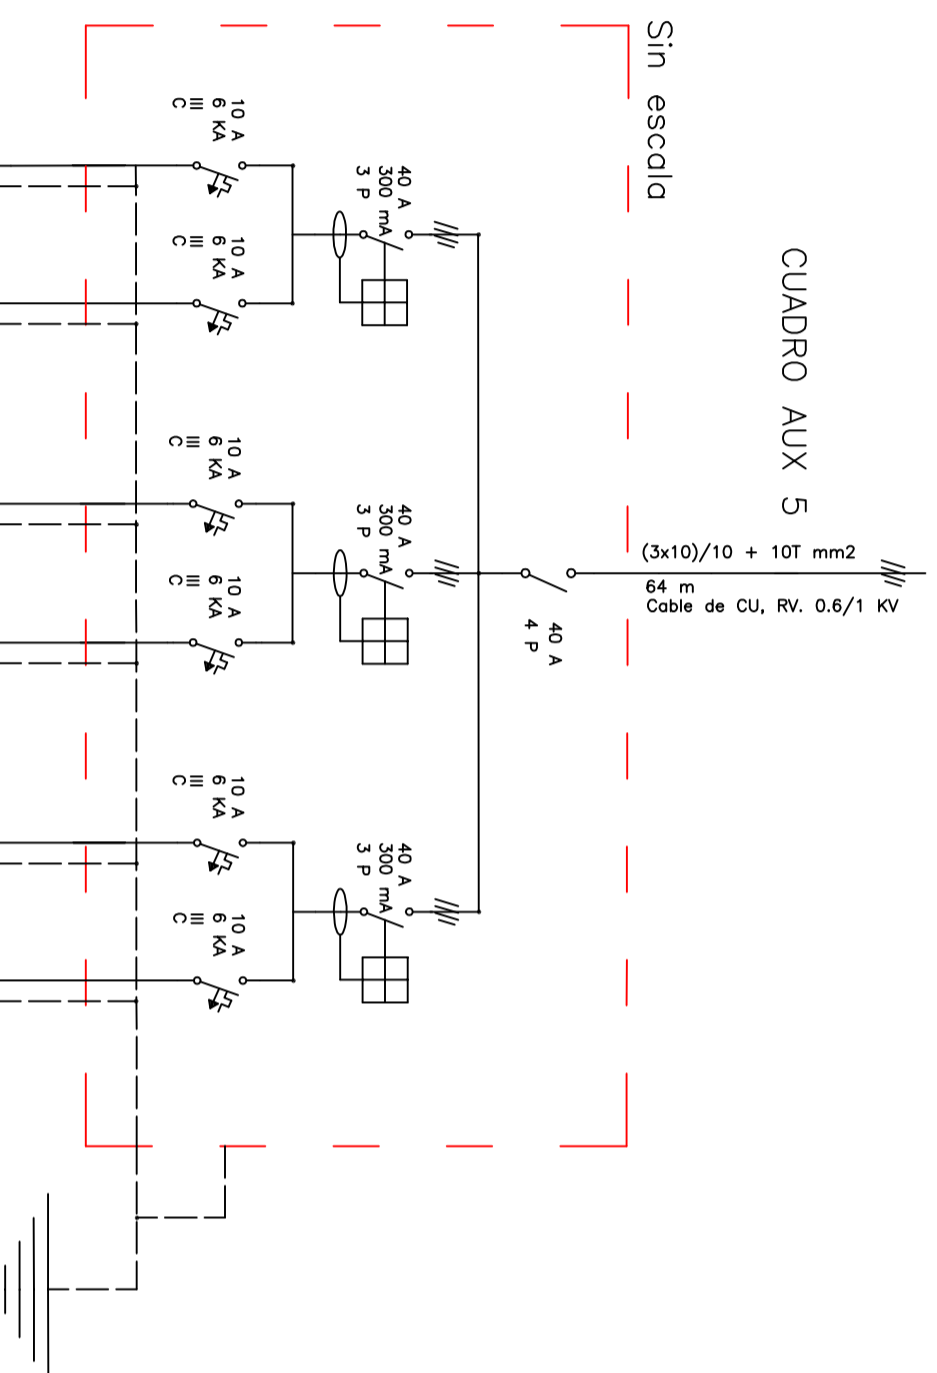 Sin escala
CUADRO AUX 5
(3x10)/10 + 10T mm2
64 m
Cable de CU, RV. 0.6/1 KV
40 A
4 P
40 A
300 mA
3 P
40 A
300 mA
3 P
40 A
300 mA
3 P
10 A
6 KA
C III
10 A
6 KA
C III
10 A
6 KA
C III
10 A
6 KA
C III
10 A
6 KA
C III
10 A
6 KA
C III